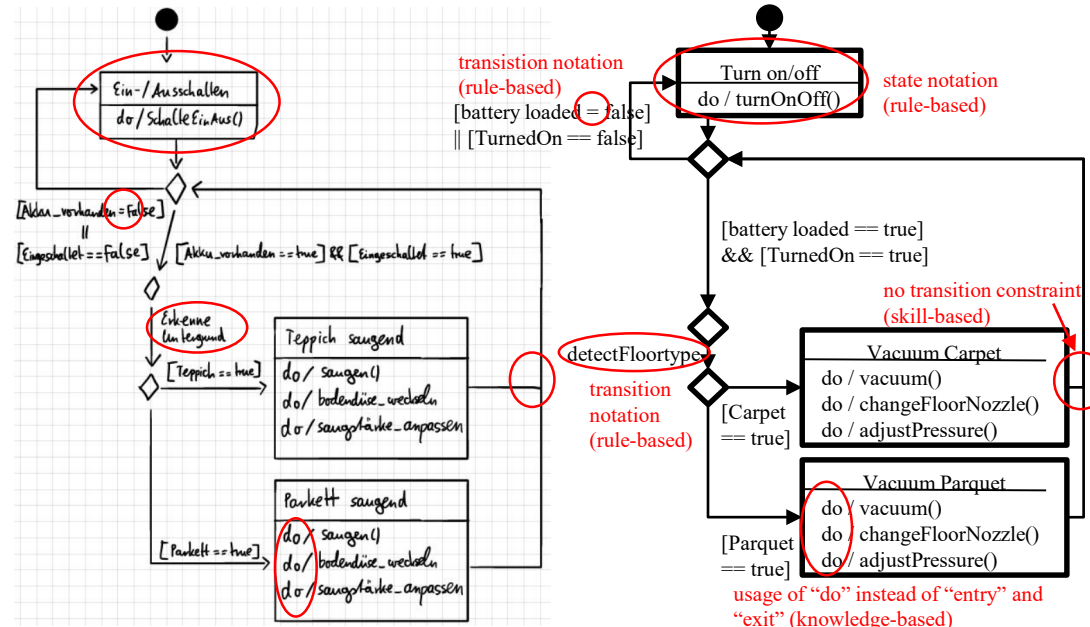 Ein-/Ausschalten
do/SchalteEinAus()
[Akku_vorhanden=False]
||
[Eingeschaltet==False]
[Akku_vorhanden==true] && [Eingeschaltet == true]
Erkenne
Untergrund
[Teppich==true]
Teppich saugend
do/ saugen()
do/ bodendüse_wechseln
do/ saugstärke_anpassen
[Parkett==true]
Parkett saugend
do/ saugen()
do/ bodendüse_wechseln
do/ saugstärke_anpassen
transistion notation
(rule-based)
[battery loaded = false]
|| [TurnedOn == false]
Turn on/off
do / turnOnOff()
state notation
(rule-based)
[battery loaded == true]
&& [TurnedOn == true]
no transition constraint
(skill-based)
detectFloortype
transition
notation
(rule-based)
[Carpet
== true]
Vacuum Carpet
do / vacuum()
do / changeFloorNozzle()
do / adjustPressure()
[Parquet
== true]
Vacuum Parquet
do / vacuum()
do / changeFloorNozzle()
do / adjustPressure()
usage of “do” instead of “entry” and
“exit” (knowledge-based)